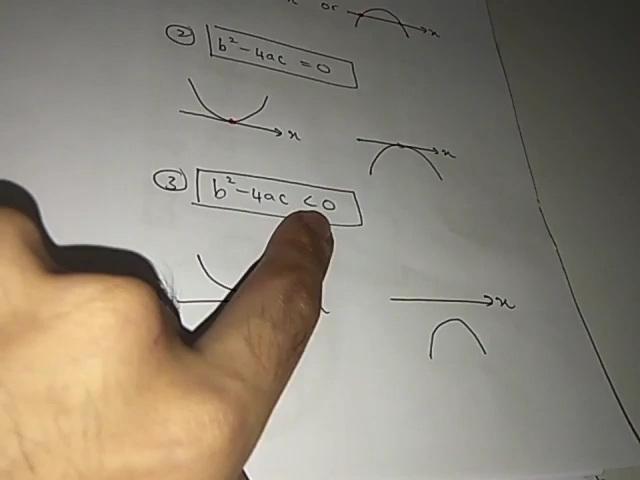 or x
② b² - 4ac = 0
x
x
③ b² - 4ac < 0
x